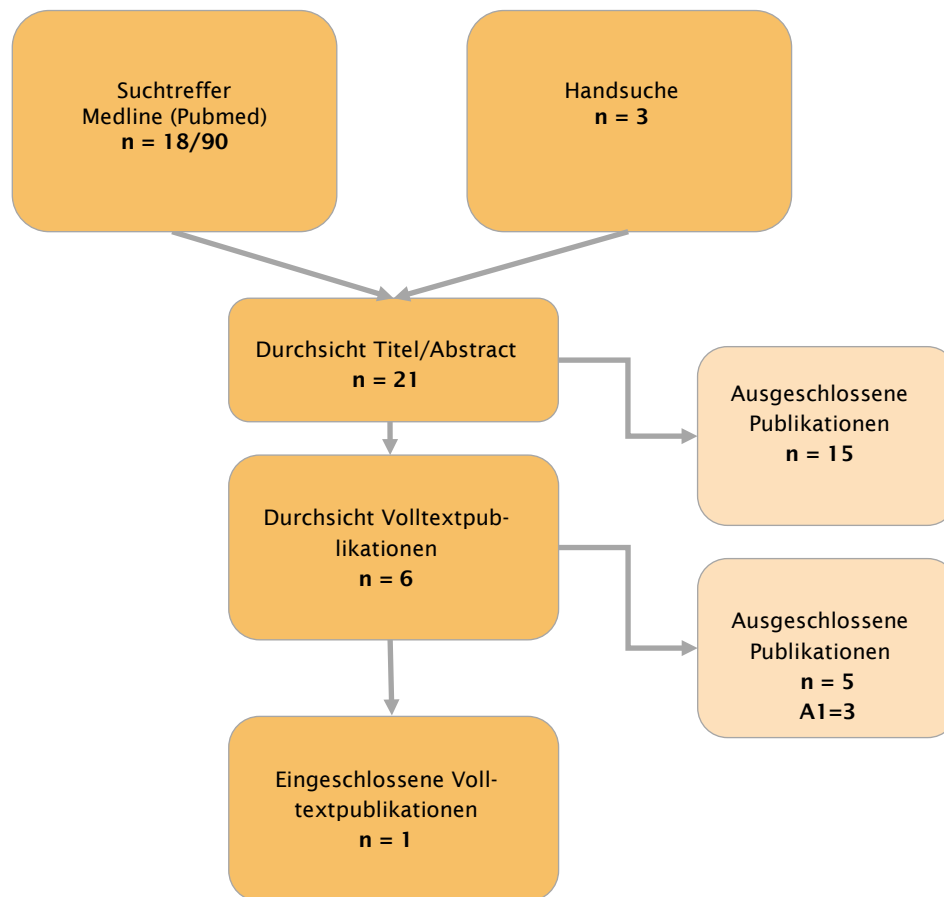 Suchtreffer
Medline (Pubmed)
n = 18/90
Handsuche
n = 3
Durchsicht Titel/Abstract
n = 21
Ausgeschlossene
Publikationen
n = 15
Durchsicht Volltextpub-
likationen
n = 6
Ausgeschlossene
Publikationen
n = 5
A1=3
Eingeschlossene Voll-
textpublikationen
n = 1